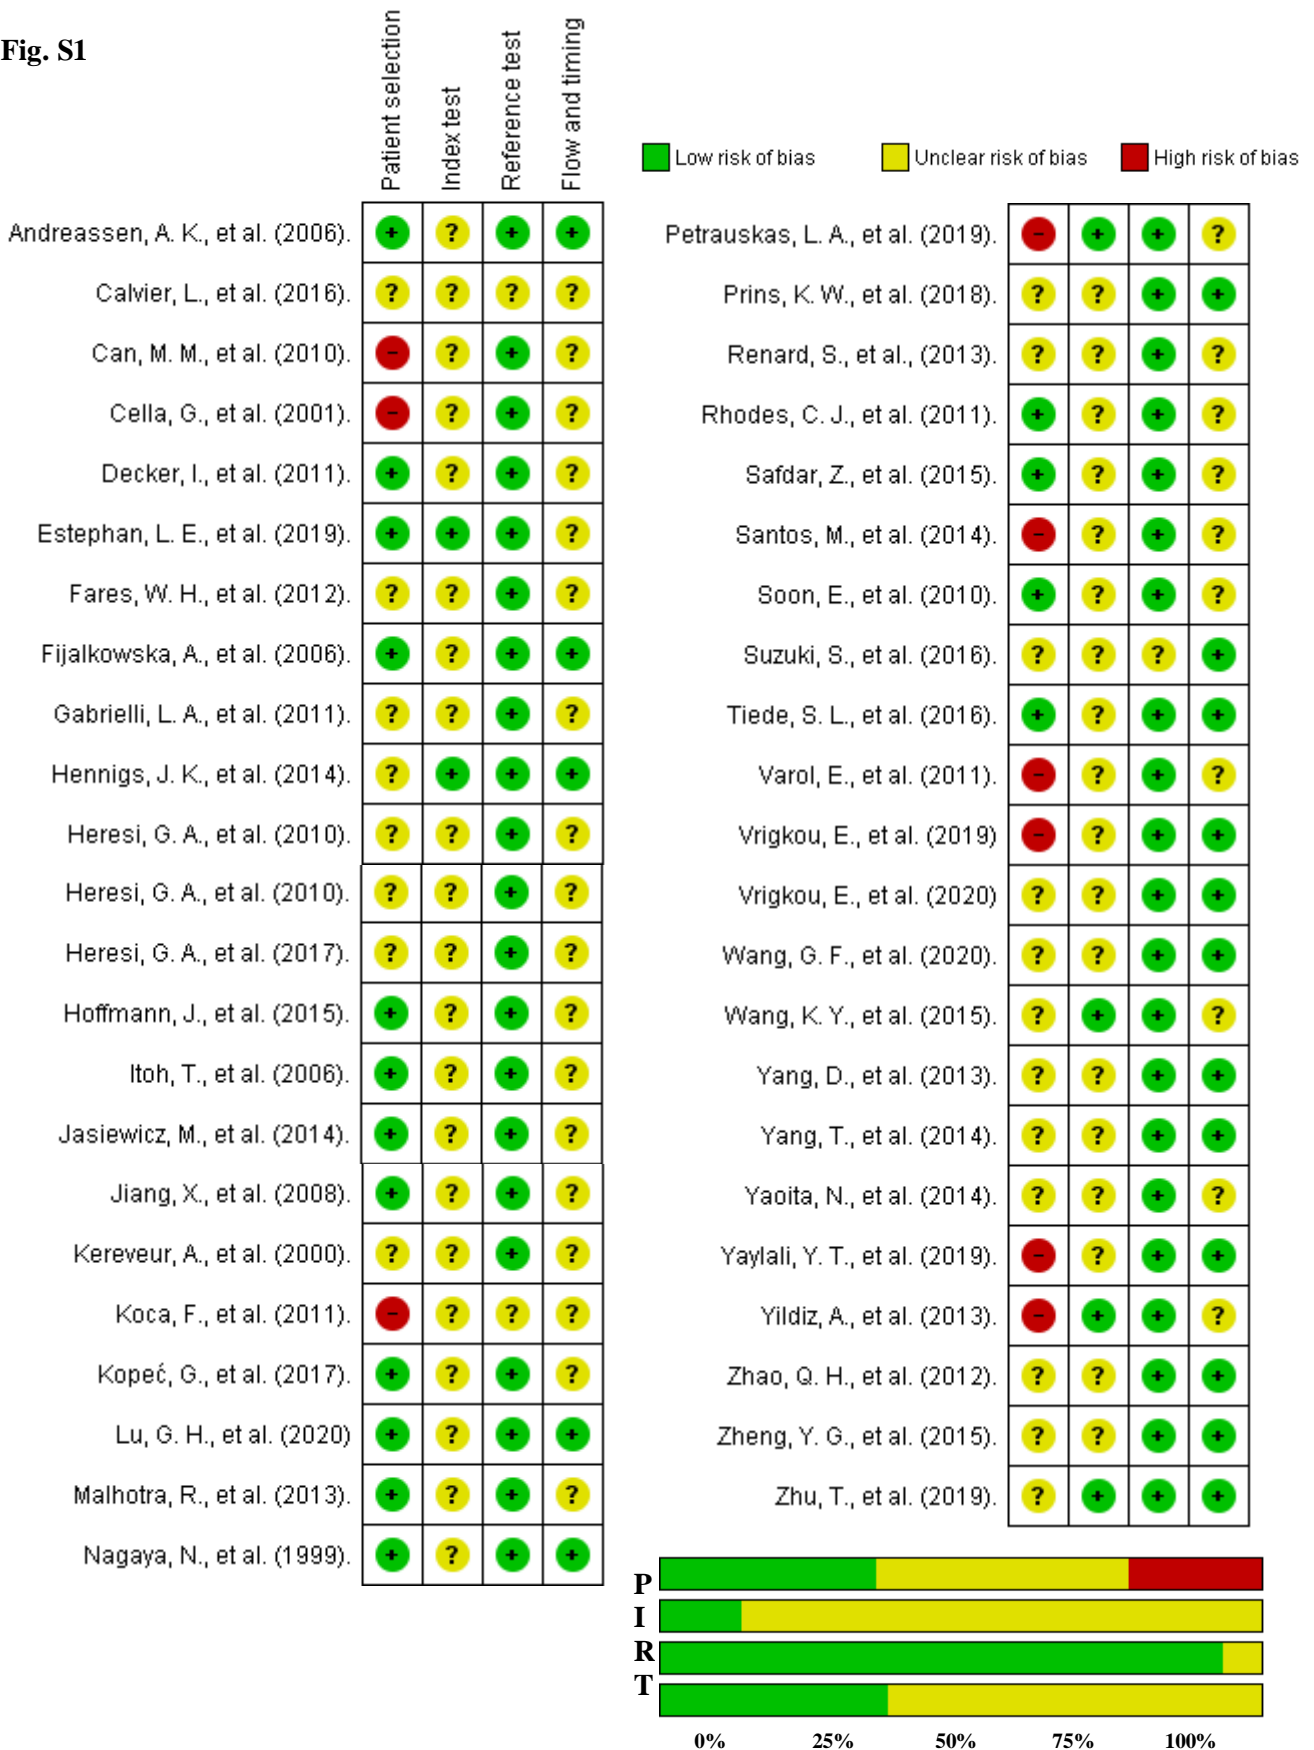 Fig. S1
Patient selection
Index test
Reference test
Flow and timing
Low risk of bias
Unclear risk of bias
High risk of bias
Andreassen, A. K., et al. (2006). + ? + +
Calvier, L., et al. (2016). ? ? ? ?
Can, M. M., et al. (2010). - ? + ?
Cella, G., et al. (2001). - ? + ?
Decker, I., et al. (2011). + ? + ?
Estephan, L. E., et al. (2019). + + + ?
Fares, W. H., et al. (2012). ? ? + ?
Fijalkowska, A., et al. (2006). + ? + +
Gabrielli, L. A., et al. (2011). ? ? + ?
Hennigs, J. K., et al. (2014). ? + + +
Heresi, G. A., et al. (2010). ? ? + ?
Heresi, G. A., et al. (2010). ? ? + ?
Heresi, G. A., et al. (2017). ? ? + ?
Hoffmann, J., et al. (2015). + ? + ?
Itoh, T., et al. (2006). + ? + ?
Jasiewicz, M., et al. (2014). + ? + ?
Jiang, X., et al. (2008). + ? + ?
Kereveur, A., et al. (2000). ? ? + ?
Koca, F., et al. (2011). - ? ? ?
Kopeć, G., et al. (2017). + ? + ?
Lu, G. H., et al. (2020) + ? + +
Malhotra, R., et al. (2013). + ? + ?
Nagaya, N., et al. (1999). + ? + +
Petrauskas, L. A., et al. (2019). - + + ?
Prins, K. W., et al. (2018). ? ? + +
Renard, S., et al., (2013). ? ? + ?
Rhodes, C. J., et al. (2011). + ? + ?
Safdar, Z., et al. (2015). + ? + ?
Santos, M., et al. (2014). - ? + ?
Soon, E., et al. (2010). + ? + ?
Suzuki, S., et al. (2016). ? ? ? +
Tiede, S. L., et al. (2016). + ? + +
Varol, E., et al. (2011). - ? + ?
Vrigkou, E., et al. (2019) - ? + +
Vrigkou, E., et al. (2020) ? ? + +
Wang, G. F., et al. (2020). ? ? + +
Wang, K. Y., et al. (2015). ? + + ?
Yang, D., et al. (2013). ? ? + +
Yang, T., et al. (2014). ? ? + +
Yaoita, N., et al. (2014). ? ? + ?
Yaylali, Y. T., et al. (2019). - ? + +
Yildiz, A., et al. (2013). - + + ?
Zhao, Q. H., et al. (2012). ? ? + +
Zheng, Y. G., et al. (2015). ? ? + +
Zhu, T., et al. (2019). ? + + +
P
I
R
T
0% 25% 50% 75% 100%